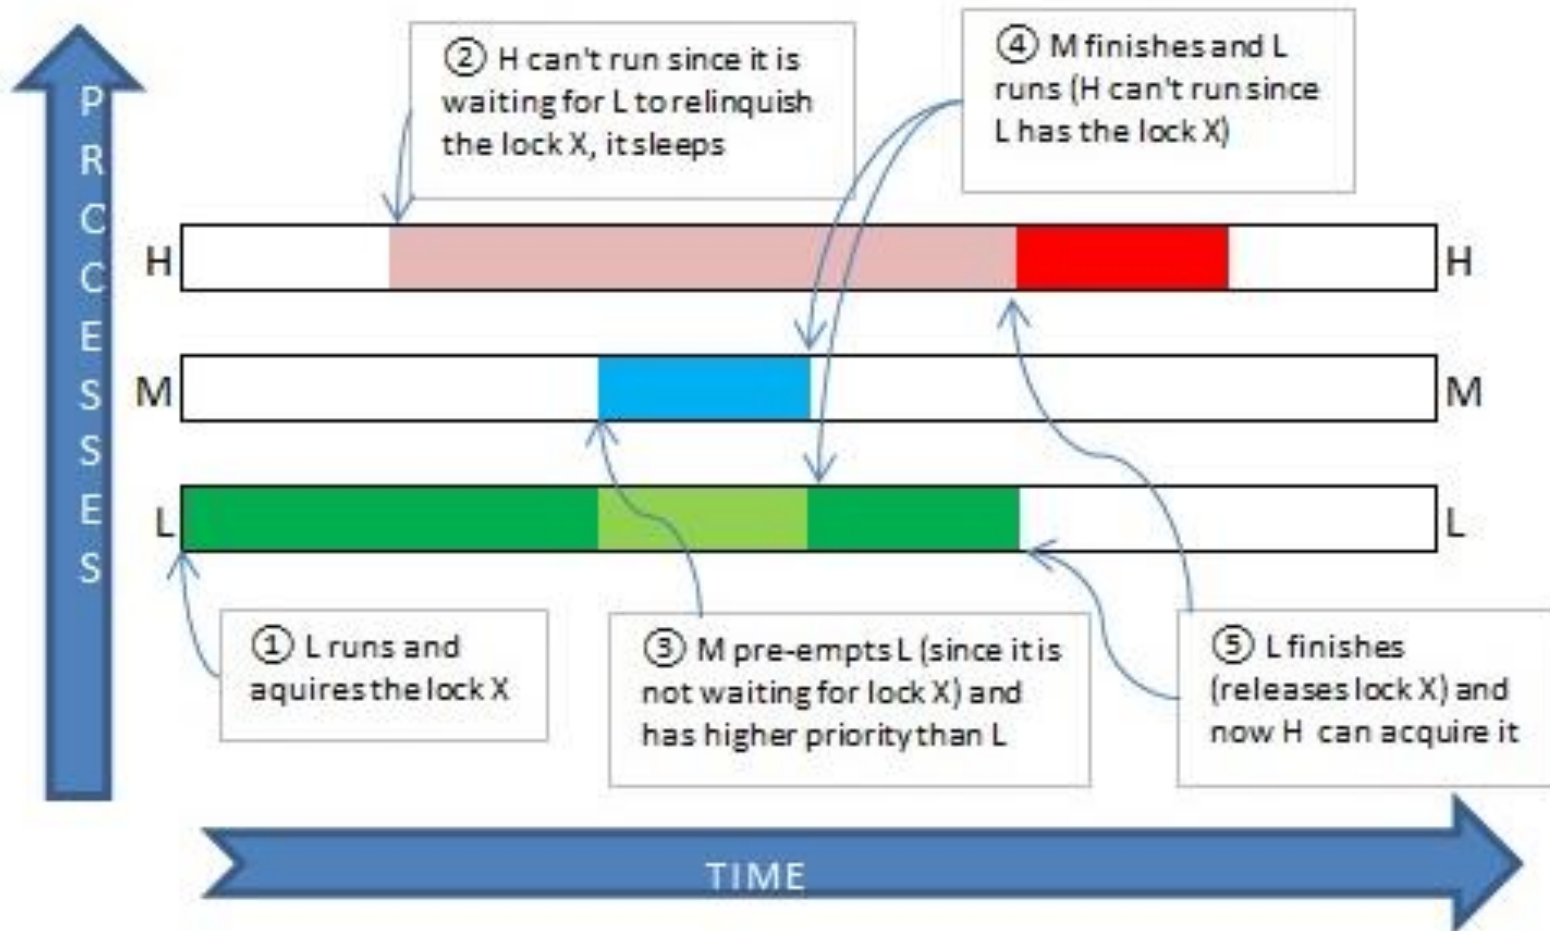 ② H can't run since it is
waiting for L to relinquish
the lock X, it sleeps
④ M finishes and L
runs (H can't run since
L has the lock X)
PROCCESSES
H
H
M
M
L
L
① L runs and
aquires the lock X
③ M pre-empts L (since it is
not waiting for lock X) and
has higher priority than L
⑤ L finishes
(releases lock X) and
now H can acquire it
TIME